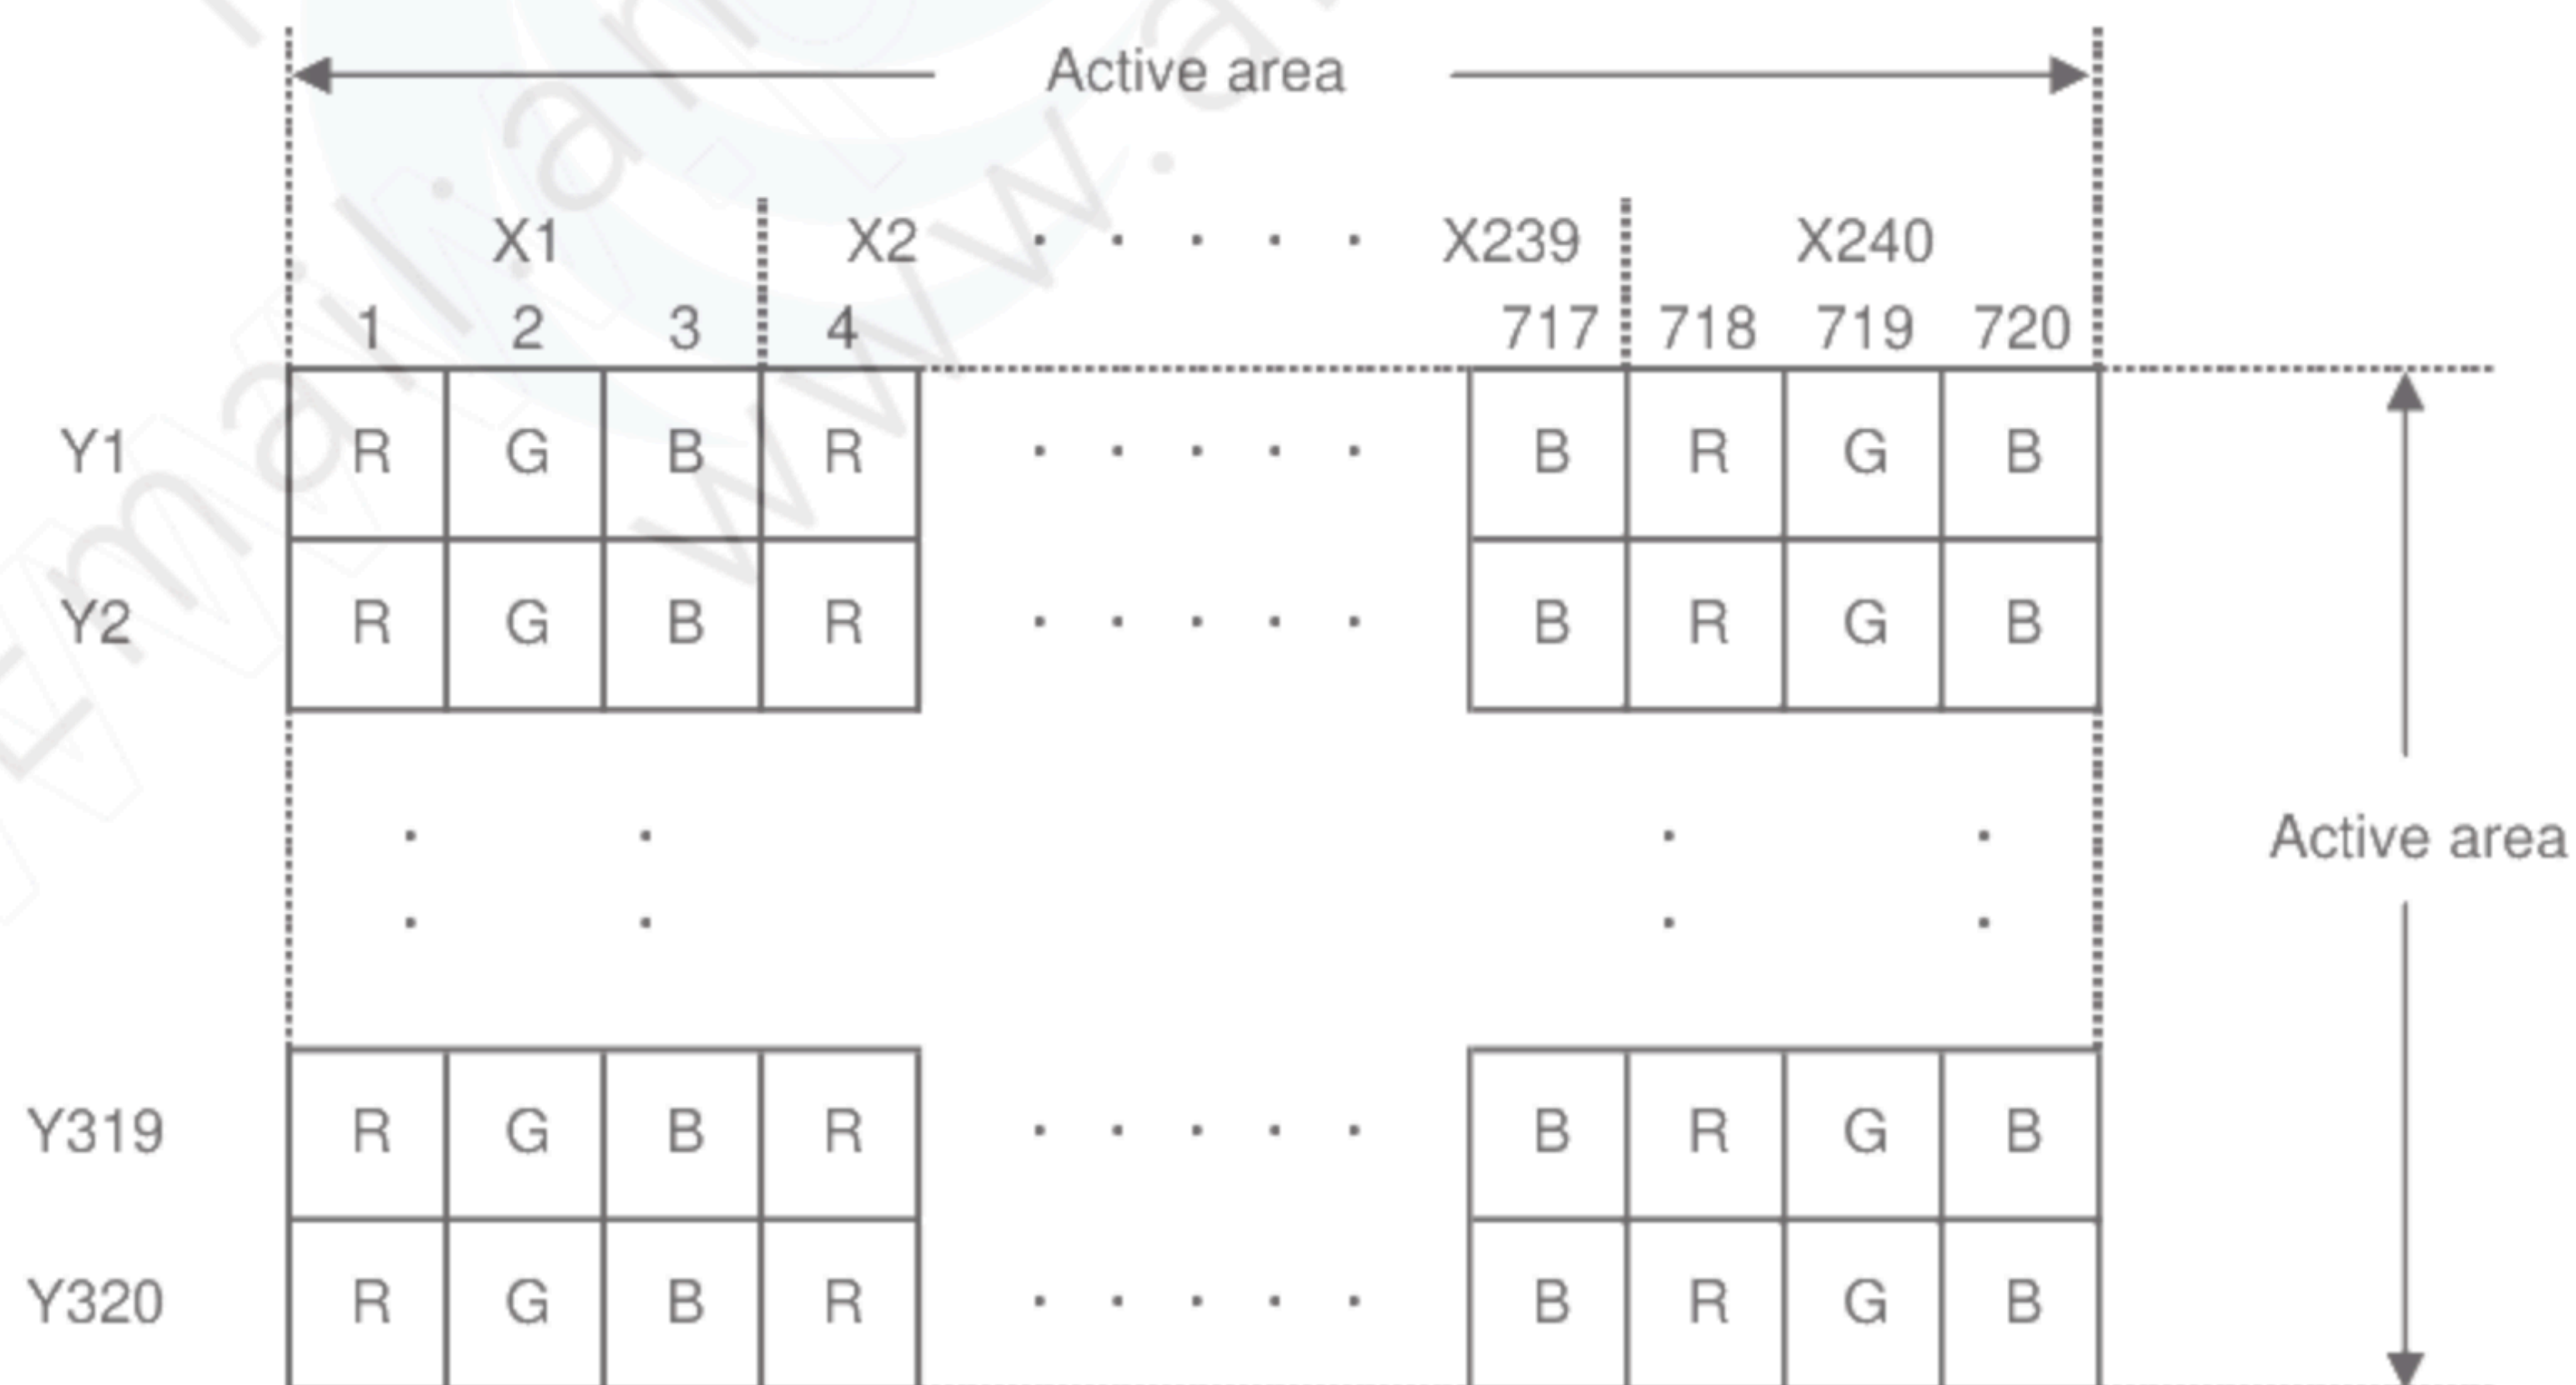 Active area
X1 X2 . . . . . X239 X240
1 2 3 4 717 718 719 720
Y1 R G B R . . . . . B R G B
Y2 R G B R . . . . . B R G B
Active area
Y319 R G B R . . . . . B R G B
Y320 R G B R . . . . . B R G B